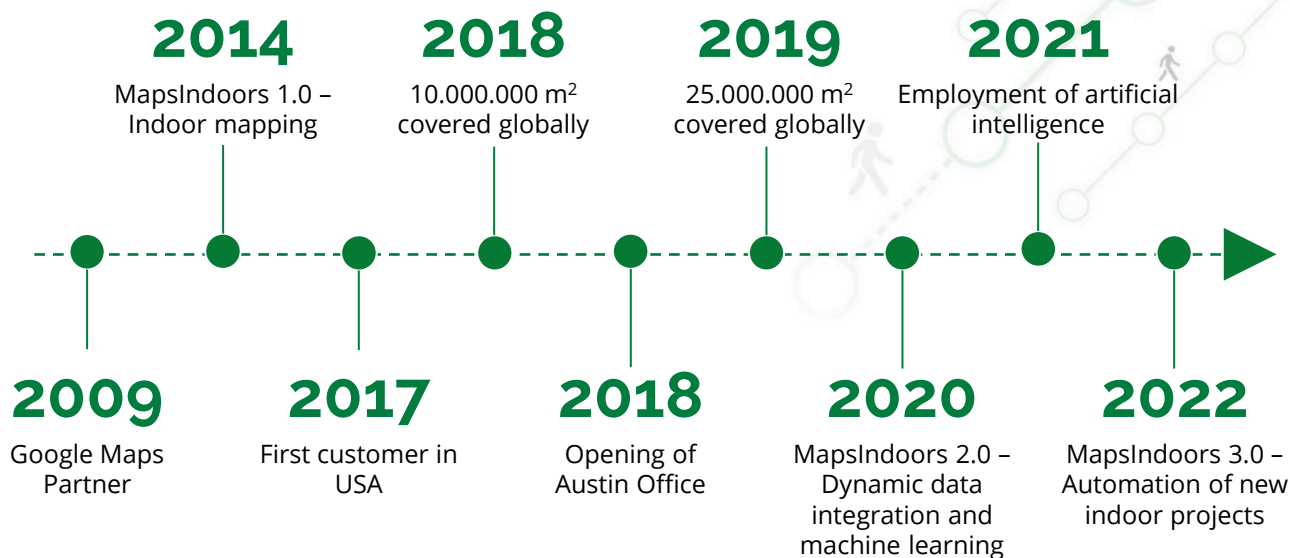 2014
MapsIndoors 1.0 –
Indoor mapping
2018
10.000.000 m²
covered globally
2019
25.000.000 m²
covered globally
2021
Employment of artificial
intelligence
2009
Google Maps
Partner
2017
First customer in
USA
2018
Opening of
Austin Office
2020
MapsIndoors 2.0 –
Dynamic data
integration and
machine learning
2022
MapsIndoors 3.0 –
Automation of new
indoor projects